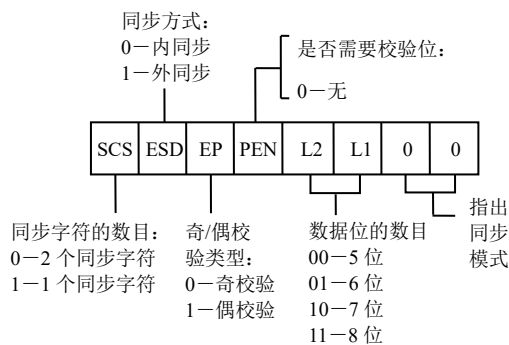 同步方式：
0－内同步
1－外同步
是否需要校验位：
0－无
SCS ESD EP PEN L2 L1 0 0
同步字符的数目：
0－2 个同步字符
1－1 个同步字符
奇/偶校
验类型：
0－奇校验
1－偶校验
数据位的数目
00－5 位
01－6 位
10－7 位
11－8 位
指出
同步
模式